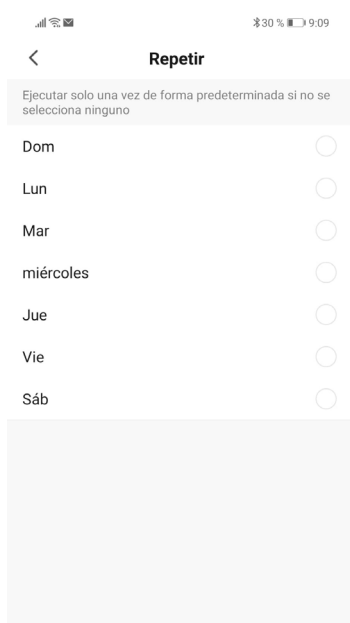 30 % 9:09
Repetir
Ejecutar solo una vez de forma predeterminada si no se
selecciona ninguno
Dom
Lun
Mar
miércoles
Jue
Vie
Sáb